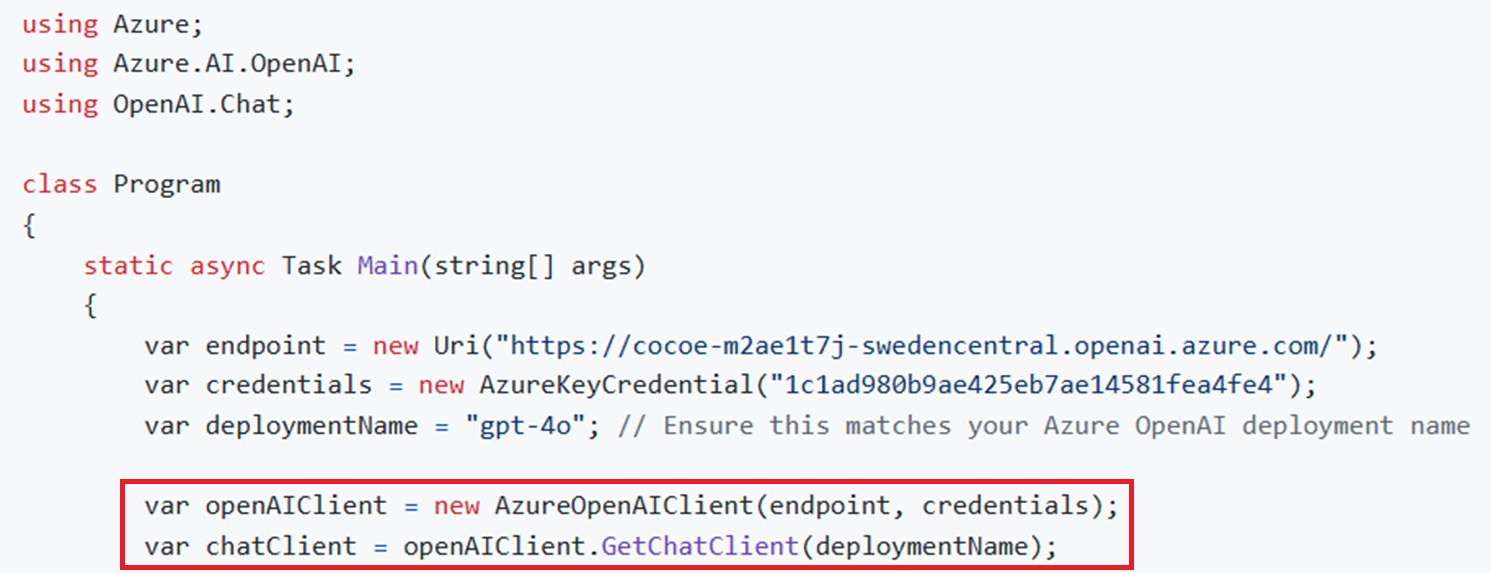 using Azure;
using Azure.AI.OpenAI;
using OpenAI.Chat;
class Program
{
static async Task Main(string[] args)
{
var endpoint = new Uri("https://cocoe-m2ae1t7j-swedencentral.openai.azure.com/");
var credentials = new AzureKeyCredential("1c1ad980b9ae425eb7ae14581fea4fe4");
var deploymentName = "gpt-4o"; // Ensure this matches your Azure OpenAI deployment name
var openAIClient = new AzureOpenAIClient(endpoint, credentials);
var chatClient = openAIClient.GetChatClient(deploymentName);